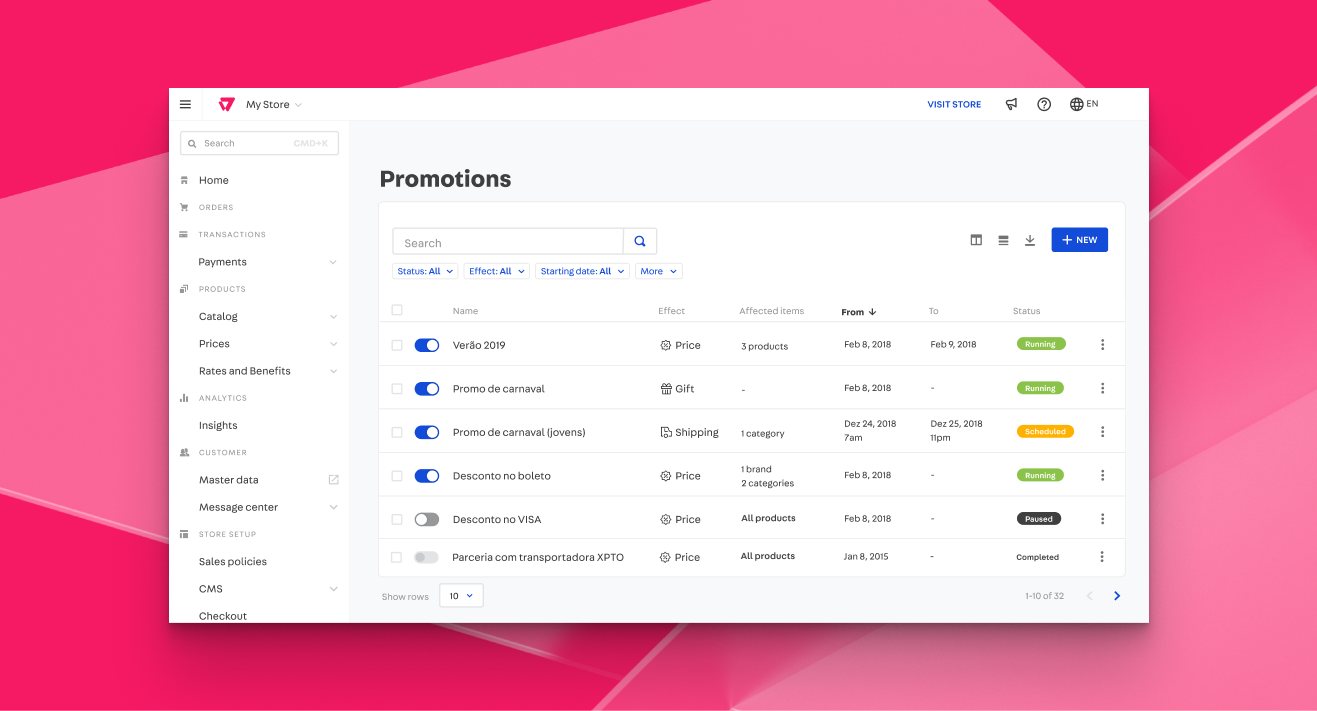 My Store
VISIT STORE
EN
Search CMD+K
Home
ORDERS
TRANSACTIONS
Payments
PRODUCTS
Catalog
Prices
Rates and Benefits
ANALYTICS
Insights
CUSTOMER
Master data
Message center
STORE SETUP
Sales policies
CMS
Checkout
Promotions
Search
+ NEW
Status: All
Effect: All
Starting date: All
More
Name Effect Affected items From To Status
Verão 2019 Price 3 products Feb 8, 2018 Feb 9, 2018 Running
Promo de carnaval Gift - Feb 8, 2018 - Running
Promo de carnaval (jovens) Shipping 1 category Dez 24, 2018 Dez 25, 2018 Scheduled
7am 11pm
Desconto no boleto Price 1 brand Feb 8, 2018 - Running
2 categories
Desconto no VISA Price All products Feb 8, 2018 - Paused
Parceria com transportadora XPTO Price All products Jan 8, 2015 - Completed
Show rows 10
1-10 of 32